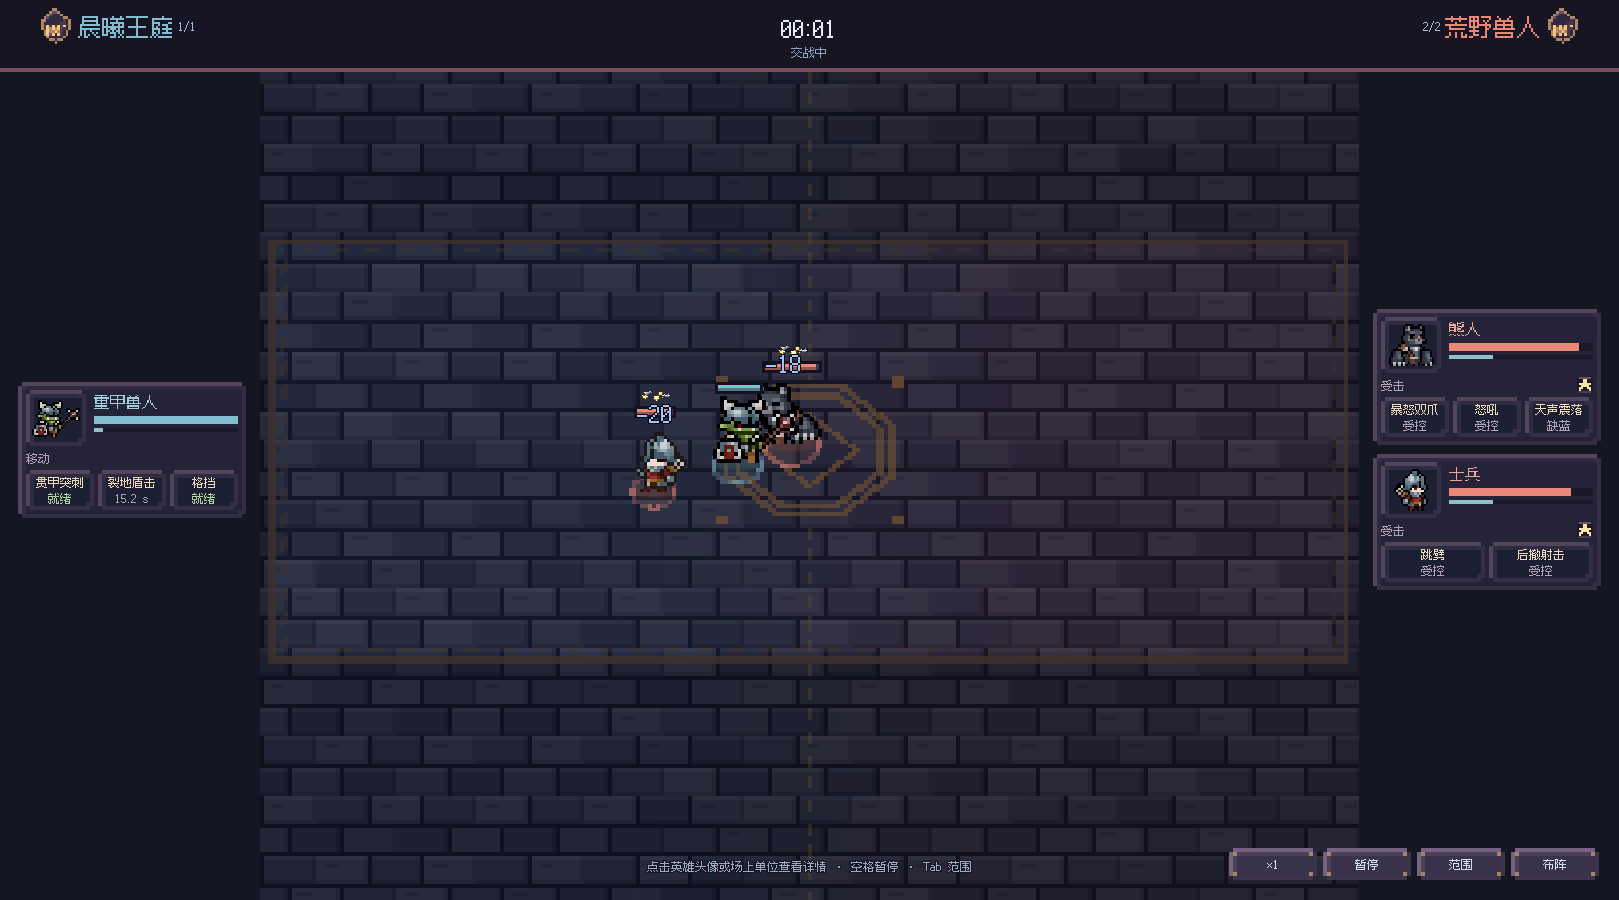 晨曦王庭 1/1
00:01
交战中
2/2 荒野兽人
-18
-20
重甲兽人
移动
贯甲突刺
就绪
裂地盾击
15.2 s
格挡
就绪
熊人
受击
暴怒双爪
受控
怒吼
受控
天声震落
缺蓝
士兵
受击
跳劈
受控
后撤射击
受控
点击英雄头像或场上单位查看详情 · 空格暂停 · Tab 范围
×1
暂停
范围
布阵